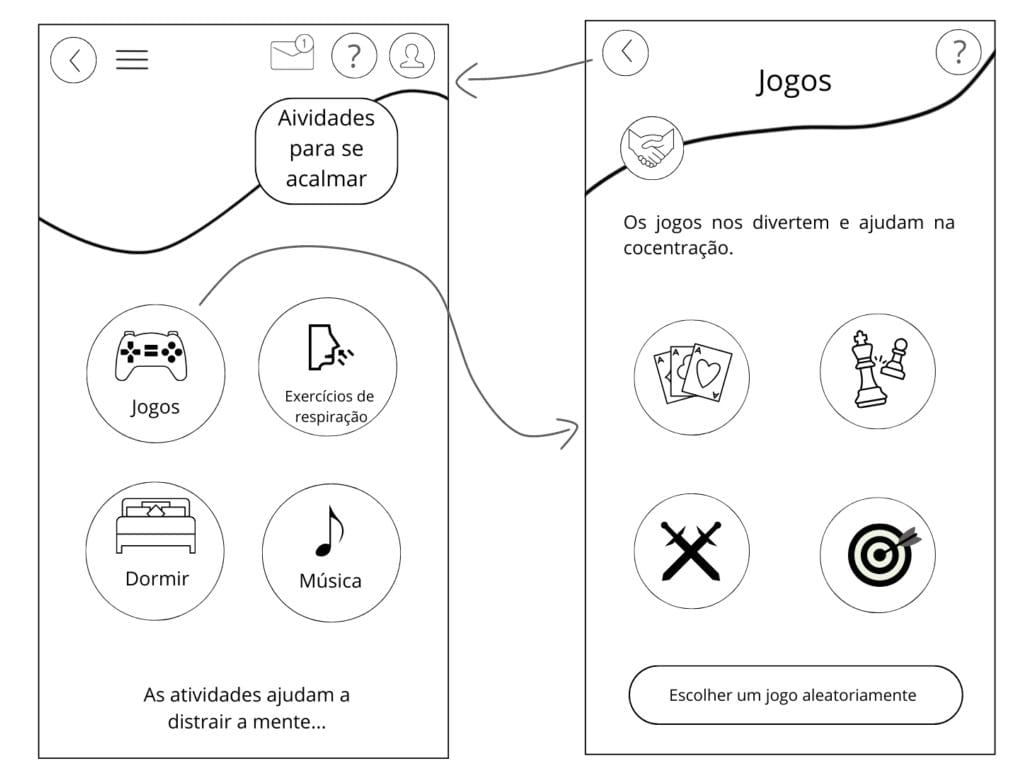 1
?
Aividades
para se
acalmar
Jogos
Exercícios de
respiração
Dormir
Música
As atividades ajudam a
distrair a mente...
?
Jogos
Os jogos nos divertem e ajudam na
cocentração.
A
A
A
A
Escolher um jogo aleatoriamente